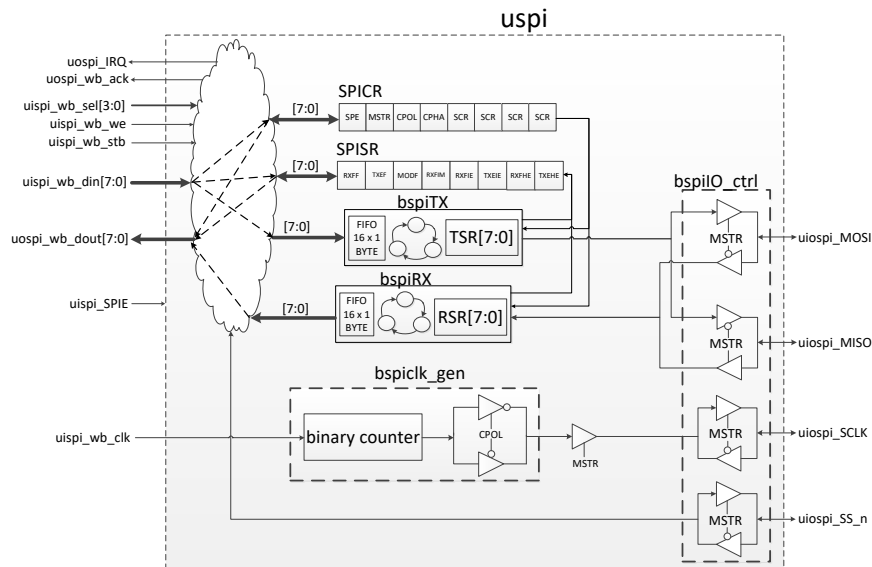 uspi
uospi_IRQ
uospi_wb_ack
uispi_wb_sel[3:0]
uispi_wb_we
uispi_wb_stb
uispi_wb_din[7:0]
uospi_wb_dout[7:0]
uispi_SPIE
uispi_wb_clk
SPICR
[7:0]
SPE MSTR CPOL CPHA SCR SCR SCR SCR
SPISR
[7:0]
RXFF TXEF MODF RXFIM RXFIE TXEIE RXFHE TXEHE
bspiTX
[7:0]
FIFO
16 x 1
BYTE
TSR[7:0]
bspiRX
[7:0]
FIFO
16 x 1
BYTE
RSR[7:0]
bspiclk_gen
binary counter
CPOL
MSTR
bspiIO_ctrl
MSTR
uiospi_MOSI
MSTR
uiospi_MISO
MSTR
uiospi_SCLK
MSTR
uiospi_SS_n